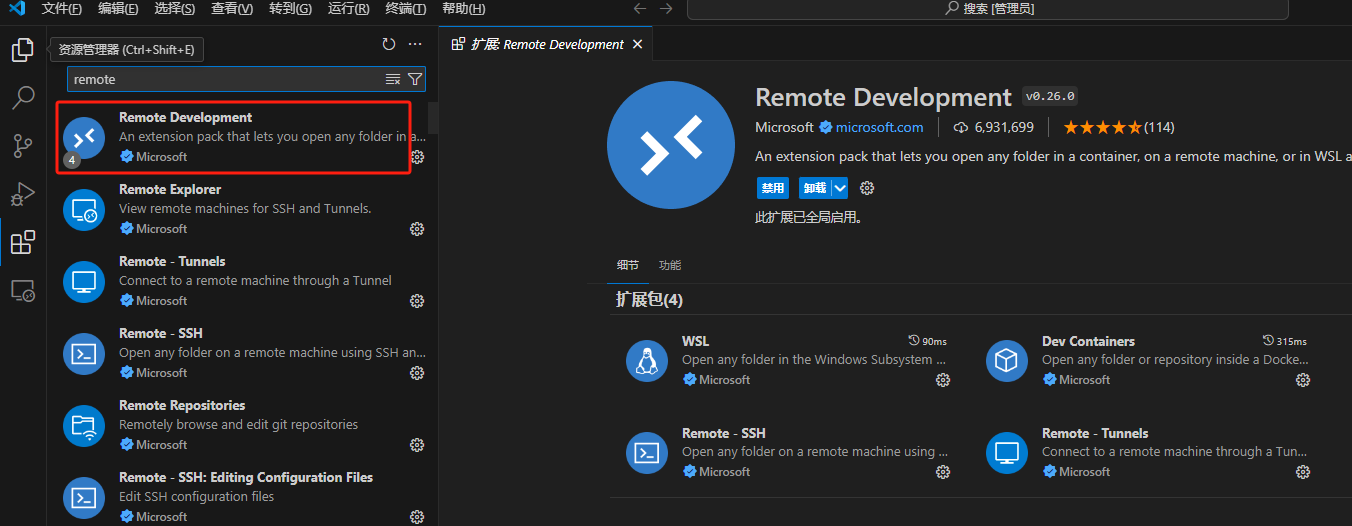 文件(F) 编辑(E) 选择(S) 查看(V) 转到(G) 运行(R) 终端(T) 帮助(H)
搜索 [管理员]
资源管理器 (Ctrl+Shift+E)
remote
Remote Development
An extension pack that lets you open any folder in a...
Microsoft
4
Remote Explorer
View remote machines for SSH and Tunnels.
Microsoft
Remote - Tunnels
Connect to a remote machine through a Tunnel
Microsoft
Remote - SSH
Open any folder on a remote machine using SSH an...
Microsoft
Remote Repositories
Remotely browse and edit git repositories
Microsoft
Remote - SSH: Editing Configuration Files
Edit SSH configuration files
Microsoft
扩展: Remote Development
Remote Development v0.26.0
Microsoft microsoft.com 6,931,699 (114)
An extension pack that lets you open any folder in a container, on a remote machine, or in WSL a
禁用 卸载
此扩展已全局启用。
细节 功能
扩展包(4)
WSL 90ms
Open any folder in the Windows Subsystem ...
Microsoft
Dev Containers 315ms
Open any folder or repository inside a Docke...
Microsoft
Remote - SSH
Open any folder on a remote machine using ...
Microsoft
Remote - Tunnels
Connect to a remote machine through a Tun...
Microsoft